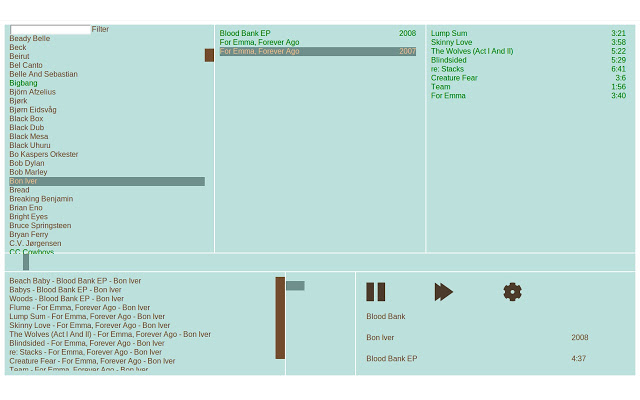 Filter
Beady Belle
Beck
Beirut
Bel Canto
Belle And Sebastian
Bigbang
Björn Afzelius
Bjørk
Bjørn Eidsvåg
Black Box
Black Dub
Black Mesa
Black Uhuru
Bo Kaspers Orkester
Bob Dylan
Bob Marley
Bon Iver
Bread
Breaking Benjamin
Brian Eno
Bright Eyes
Bruce Springsteen
Bryan Ferry
C.V. Jørgensen
CC Cowboys
Blood Bank EP 2008
For Emma, Forever Ago
For Emma, Forever Ago 2007
Lump Sum 3:21
Skinny Love 3:58
The Wolves (Act I And II) 5:22
Blindsided 5:29
re: Stacks 6:41
Creature Fear 3:6
Team 1:56
For Emma 3:40
Beach Baby - Blood Bank EP - Bon Iver
Babys - Blood Bank EP - Bon Iver
Woods - Blood Bank EP - Bon Iver
Flume - For Emma, Forever Ago - Bon Iver
Lump Sum - For Emma, Forever Ago - Bon Iver
Skinny Love - For Emma, Forever Ago - Bon Iver
The Wolves (Act I And II) - For Emma, Forever Ago - Bon Iver
Blindsided - For Emma, Forever Ago - Bon Iver
re: Stacks - For Emma, Forever Ago - Bon Iver
Creature Fear - For Emma, Forever Ago - Bon Iver
Team - For Emma, Forever Ago - Bon Iver
Blood Bank
Bon Iver 2008
Blood Bank EP 4:37